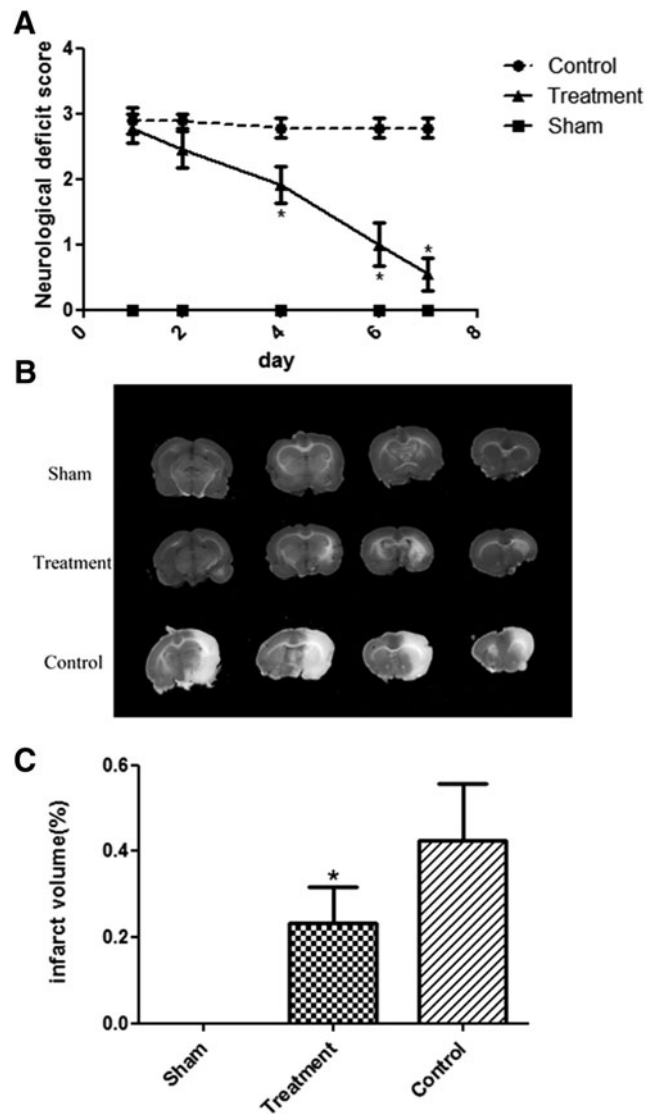 A
Neurological deficit score
4
3
2
1
0
0
2
4
6
8
day
Control
Treatment
Sham
*
*
*
B
Sham
Treatment
Control
C
infarct volume(%)
0.6
0.4
0.2
0.0
*
Sham
Treatment
Control